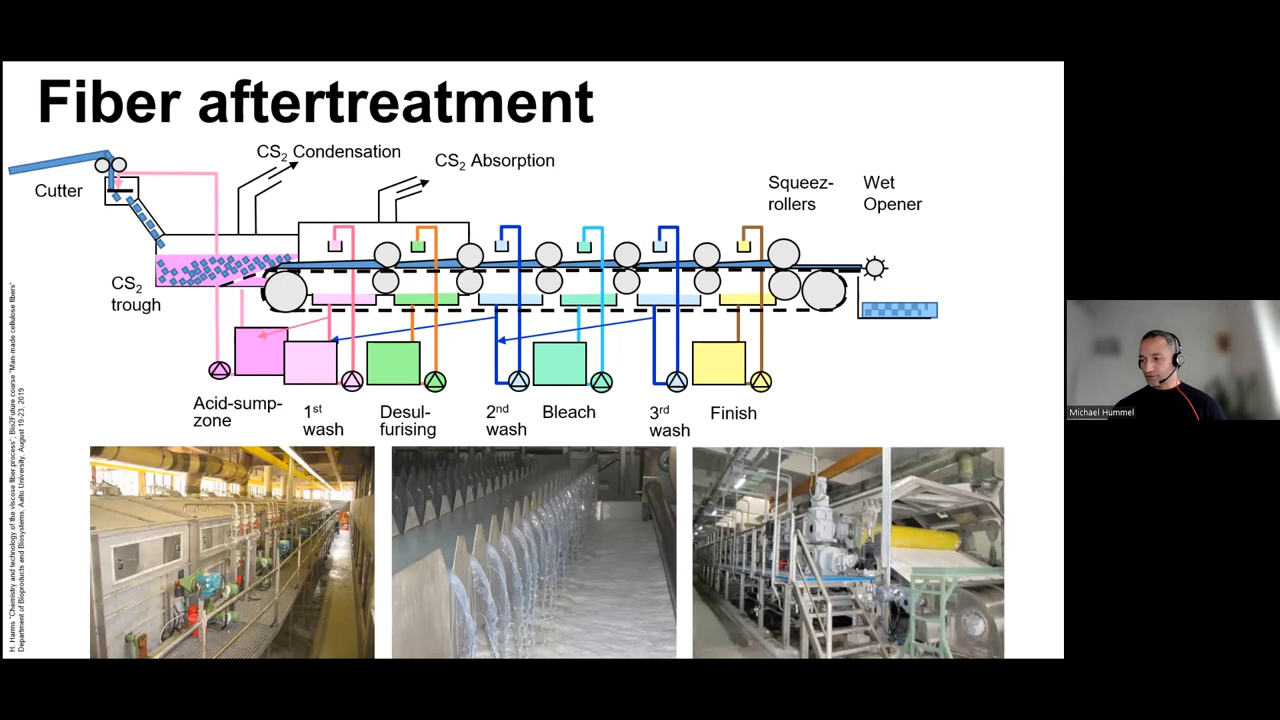 Fiber aftertreatment
CS2 Condensation
CS2 Absorption
Cutter
Squeez-
rollers
Wet
Opener
CS2
trough
Acid-sump-
zone
1st
wash
Desul-
furising
2nd
wash
Bleach
3rd
wash
Finish
H. Harms "Chemistry and technology of the viscose fiber process"; Bio2Future course "Man-made cellulose fibers"
Department of Bioproducts and Biosystems, Aalto University, August 19-23, 2019
Michael Hummel